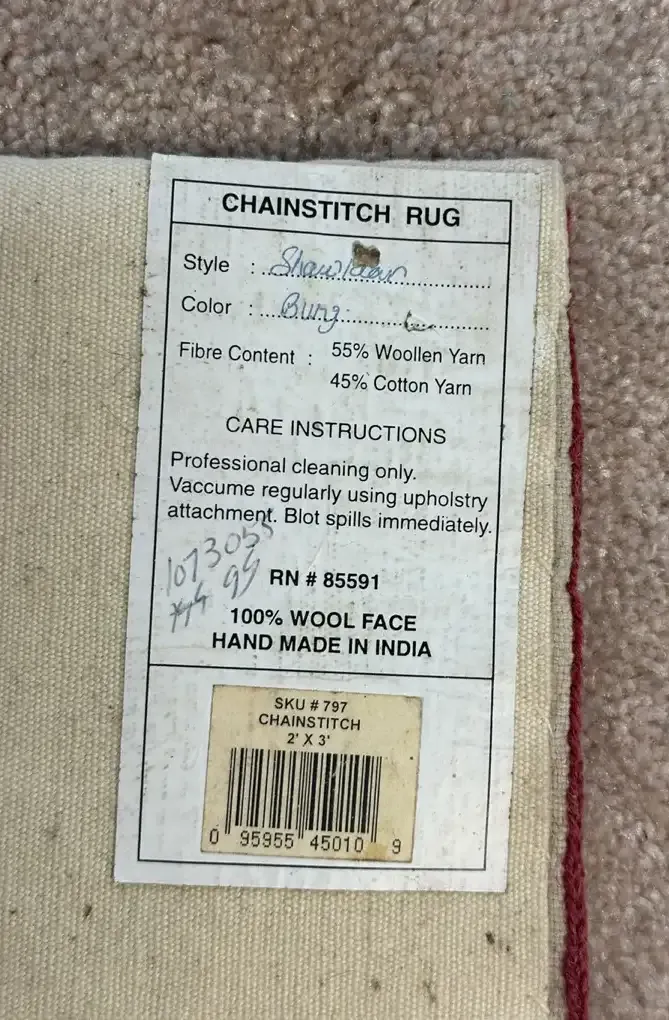 CHAINSTITCH RUG
Style :
Color : Burg.
Fibre Content : 55% Woollen Yarn
45% Cotton Yarn
CARE INSTRUCTIONS
Professional cleaning only.
Vaccume regularly using upholstry
attachment. Blot spills immediately.
1073055
99
RN # 85591
100% WOOL FACE
HAND MADE IN INDIA
SKU # 797
CHAINSTITCH
2' X 3'
0 95955 45010 9